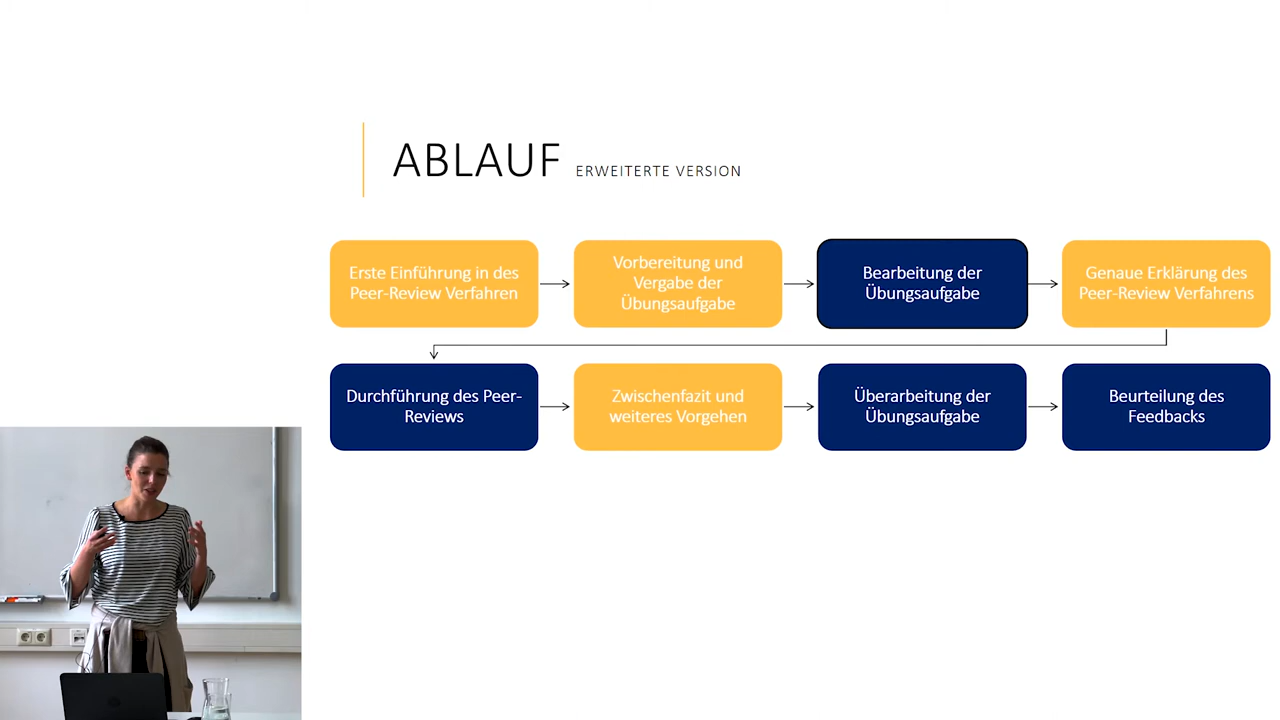 ABLAUF ERWEITERTE VERSION
Erste Einführung in des
Peer-Review Verfahren
Vorbereitung und
Vergabe der
Übungsaufgabe
Bearbeitung der
Übungsaufgabe
Genaue Erklärung des
Peer-Review Verfahrens
Durchführung des Peer-
Reviews
Zwischenfazit und
weiteres Vorgehen
Überarbeitung der
Übungsaufgabe
Beurteilung des
Feedbacks